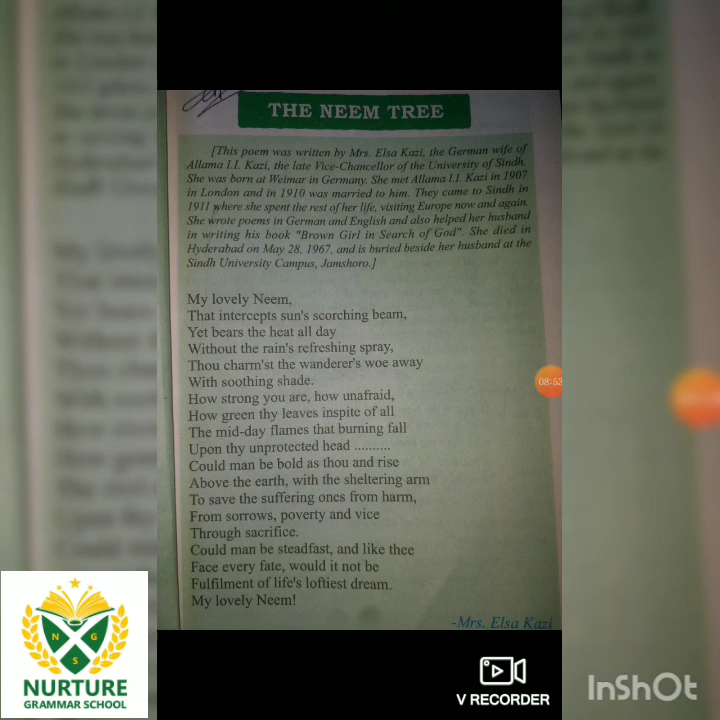 THE NEEM TREE
[This poem was written by Mrs. Elsa Kazi, the German wife of
Allama I.I. Kazi, the late Vice-Chancellor of the University of Sindh.
She was born at Weimar in Germany. She met Allama I.I. Kazi in 1907
in London and in 1910 was married to him. They came to Sindh in
1911 where she spent the rest of her life, visiting Europe now and again.
She wrote poems in German and English and also helped her husband
in writing his book "Brown Girl in Search of God". She died in
Hyderabad on May 28, 1967, and is buried beside her husband at the
Sindh University Campus, Jamshoro.]
My lovely Neem,
That intercepts sun's scorching beam,
Yet bears the heat all day
Without the rain's refreshing spray,
Thou charm'st the wanderer's woe away
With soothing shade.
How strong you are, how unafraid,
How green thy leaves inspite of all
The mid-day flames that burning fall
Upon thy unprotected head ..........
Could man be bold as thou and rise
Above the earth, with the sheltering arm
To save the suffering ones from harm,
From sorrows, poverty and vice
Through sacrifice.
Could man be steadfast, and like thee
Face every fate, would it not be
Fulfilment of life's loftiest dream.
My lovely Neem!
-Mrs. Elsa Kazi
08:53
N G
S
NURTURE
GRAMMAR SCHOOL
V RECORDER
InShOt